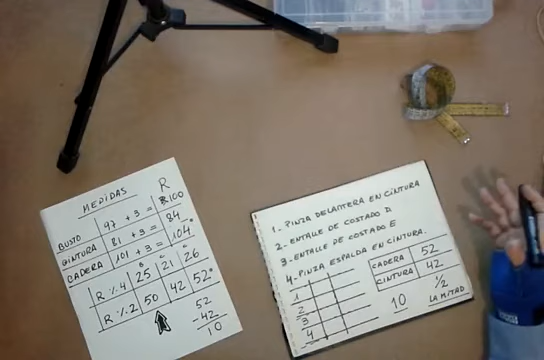 MEDIDAS
R
BUSTO 97 + 3 = 100
CINTURA 81 + 3 = 84
CADERA 101 + 3 = 104
R % 4 25 21 26
R % 2 50 42 52
52
-42
10
1- PINZA DELANTERA EN CINTURA
2- ENTALLE DE COSTADO D
3- ENTALLE DE COSTADO E
4- PINZA ESPALDA EN CINTURA.
CADERA 52
CINTURA 42
10 1/2
LA MITAD
1
2
3
4